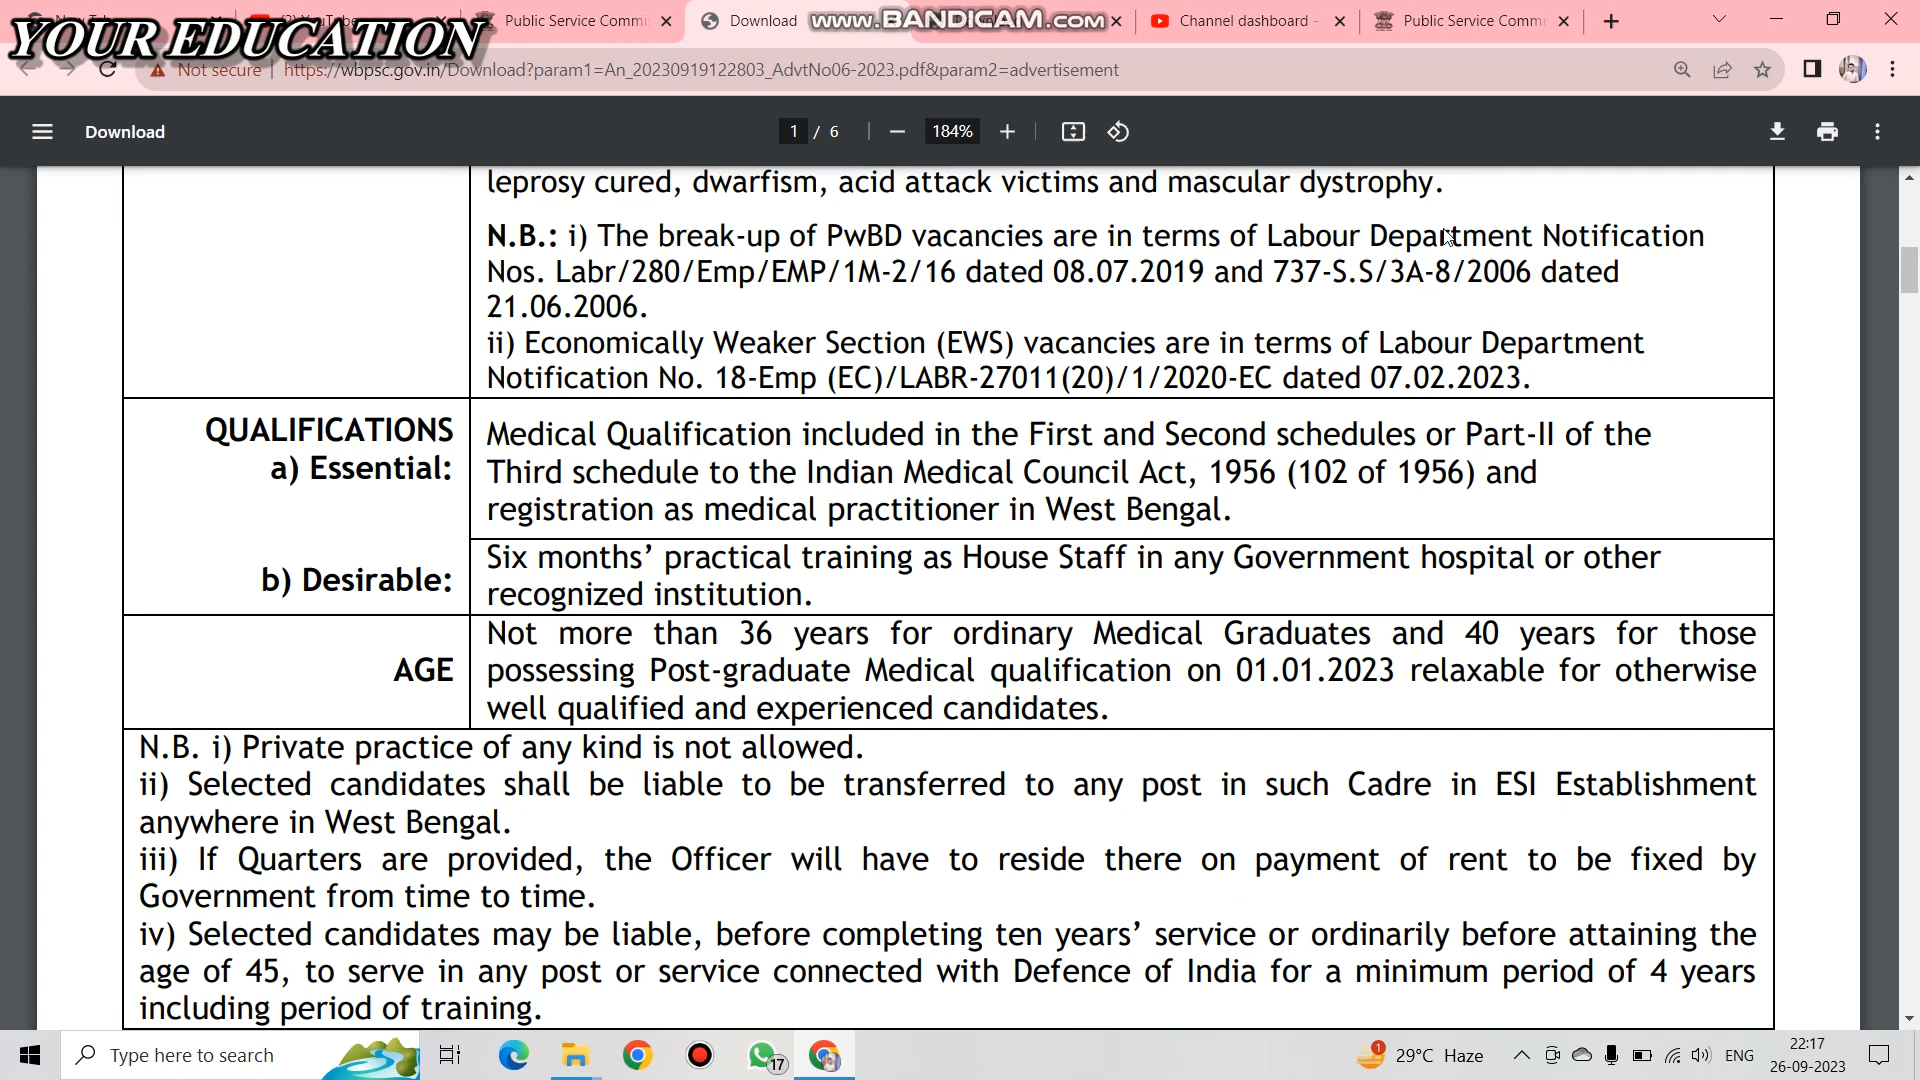 YOUR EDUCATION
Public Service Commi
Download
www.BANDICAM.com
Channel dashboard -
Public Service Commi
Not secure
https://wbpsc.gov.in/Download?param1=An_20230919122803_AdvtNo06-2023.pdf&param2=advertisement
Download
1 / 6
184%
leprosy cured, dwarfism, acid attack victims and mascular dystrophy.
N.B.: i) The break-up of PwBD vacancies are in terms of Labour Department Notification
Nos. Labr/280/Emp/EMP/1M-2/16 dated 08.07.2019 and 737-S.S/3A-8/2006 dated
21.06.2006.
ii) Economically Weaker Section (EWS) vacancies are in terms of Labour Department
Notification No. 18-Emp (EC)/LABR-27011(20)/1/2020-EC dated 07.02.2023.
QUALIFICATIONS
a) Essential:
Medical Qualification included in the First and Second schedules or Part-II of the
Third schedule to the Indian Medical Council Act, 1956 (102 of 1956) and
registration as medical practitioner in West Bengal.
b) Desirable:
Six months’ practical training as House Staff in any Government hospital or other
recognized institution.
AGE
Not more than 36 years for ordinary Medical Graduates and 40 years for those
possessing Post-graduate Medical qualification on 01.01.2023 relaxable for otherwise
well qualified and experienced candidates.
N.B. i) Private practice of any kind is not allowed.
ii) Selected candidates shall be liable to be transferred to any post in such Cadre in ESI Establishment
anywhere in West Bengal.
iii) If Quarters are provided, the Officer will have to reside there on payment of rent to be fixed by
Government from time to time.
iv) Selected candidates may be liable, before completing ten years’ service or ordinarily before attaining the
age of 45, to serve in any post or service connected with Defence of India for a minimum period of 4 years
including period of training.
Type here to search
17
1
29°C Haze
ENG
22:17
26-09-2023